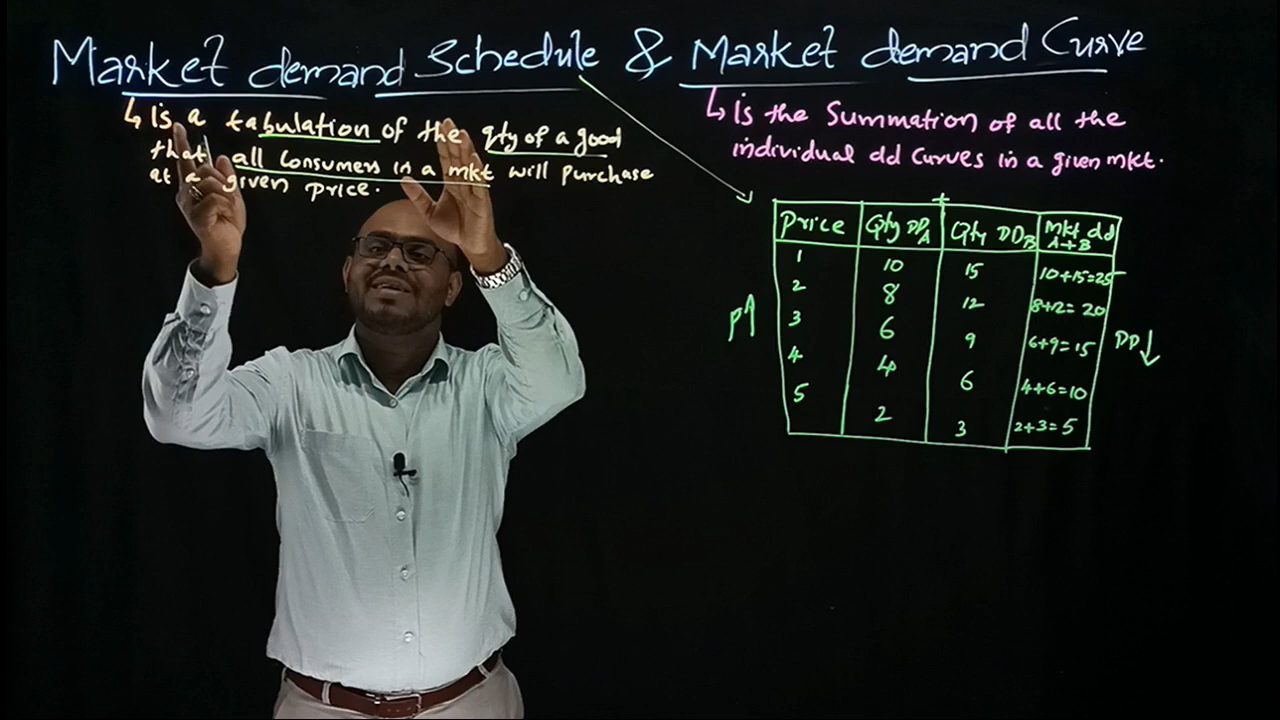 Market demand Schedule & Market demand Curve
↳ Is a tabulation of the qty of a good
that all Consumers in a mkt will purchase
at a given price.
↳ Is the Summation of all the
individual dd Curves in a given mkt.
+
Price Qty DD_A Qty DD_B Mkt dd A+B
1 10 15 10+15=25
2 8 12 8+12=20
3 6 9 6+9=15
4 4 6 4+6=10
5 2 3 2+3=5
P↑
DD↓